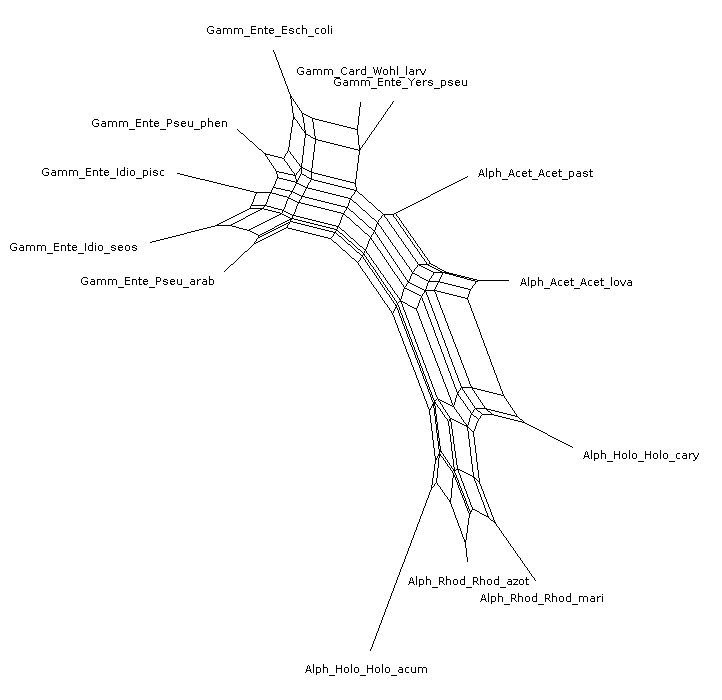 Gamm_Ente_Esch_coli
Gamm_Card_Wohl_larv
Gamm_Ente_Yers_pseu
Gamm_Ente_Pseu_phen
Gamm_Ente_Idio_pisc
Alph_Acet_Acet_past
Gamm_Ente_Idio_seos
Gamm_Ente_Pseu_arab
Alph_Acet_Acet_lova
Alph_Holo_Holo_cary
Alph_Rhod_Rhod_azot
Alph_Rhod_Rhod_mari
Alph_Holo_Holo_acum